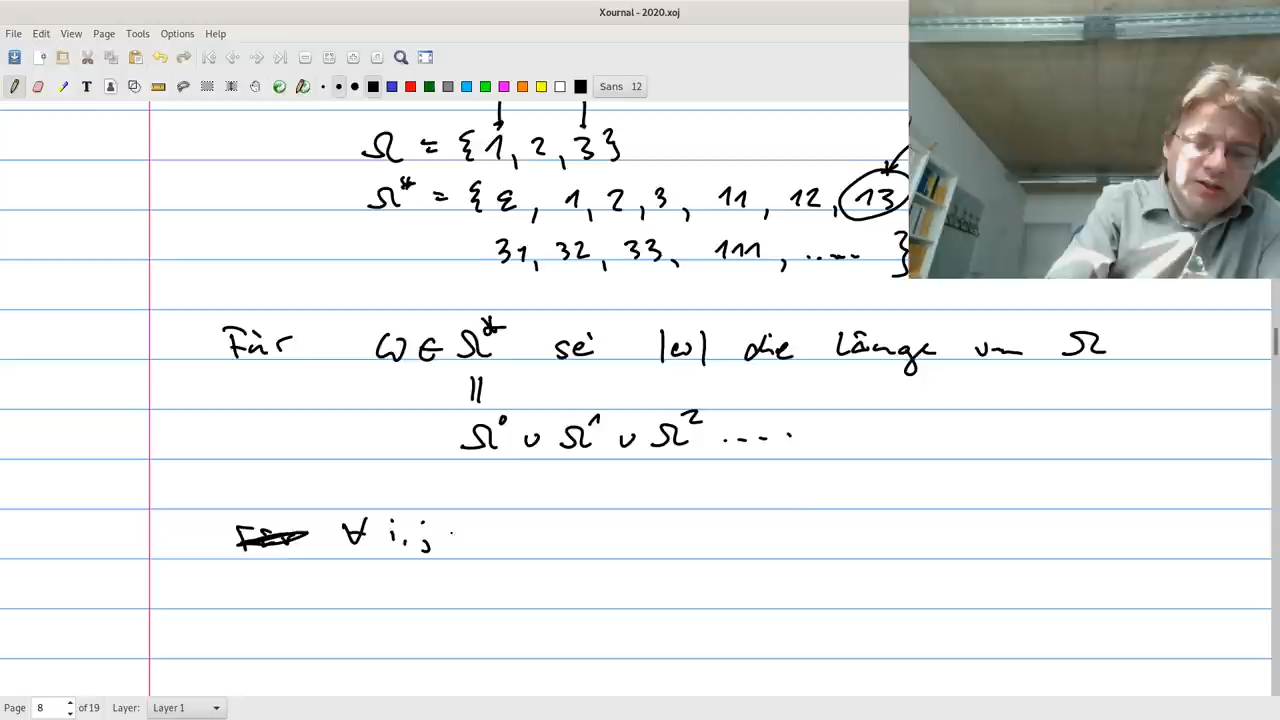 Xournal - 2020.xoj
File Edit View Page Tools Options Help
Sans 12
Ω = {1, 2, 3}
Ω* = {ε, 1, 2, 3, 11, 12, 13
31, 32, 33, 111, ..... }
Für ω ∈ Ω* sei |ω| die Länge von Ω
||
Ω⁰ ∪ Ω¹ ∪ Ω² ....
∀ i, j
Page 8 of 19 Layer: Layer 1